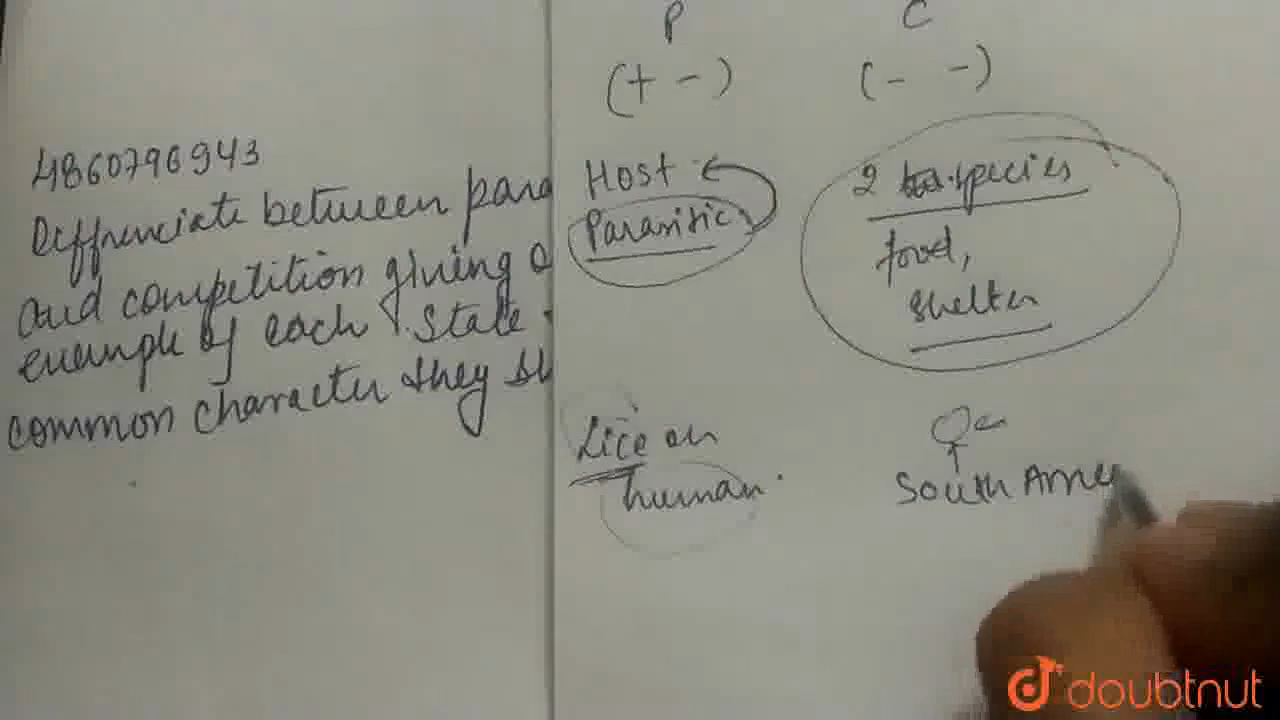 4860796943
Diffrenciate between para
and competition giving o
example of each. State
common character they sh
P C
(+ -) (- -)
Host
Parasitic
2 species
food,
shelter
Lice on
human.
South Ame
doubtnut